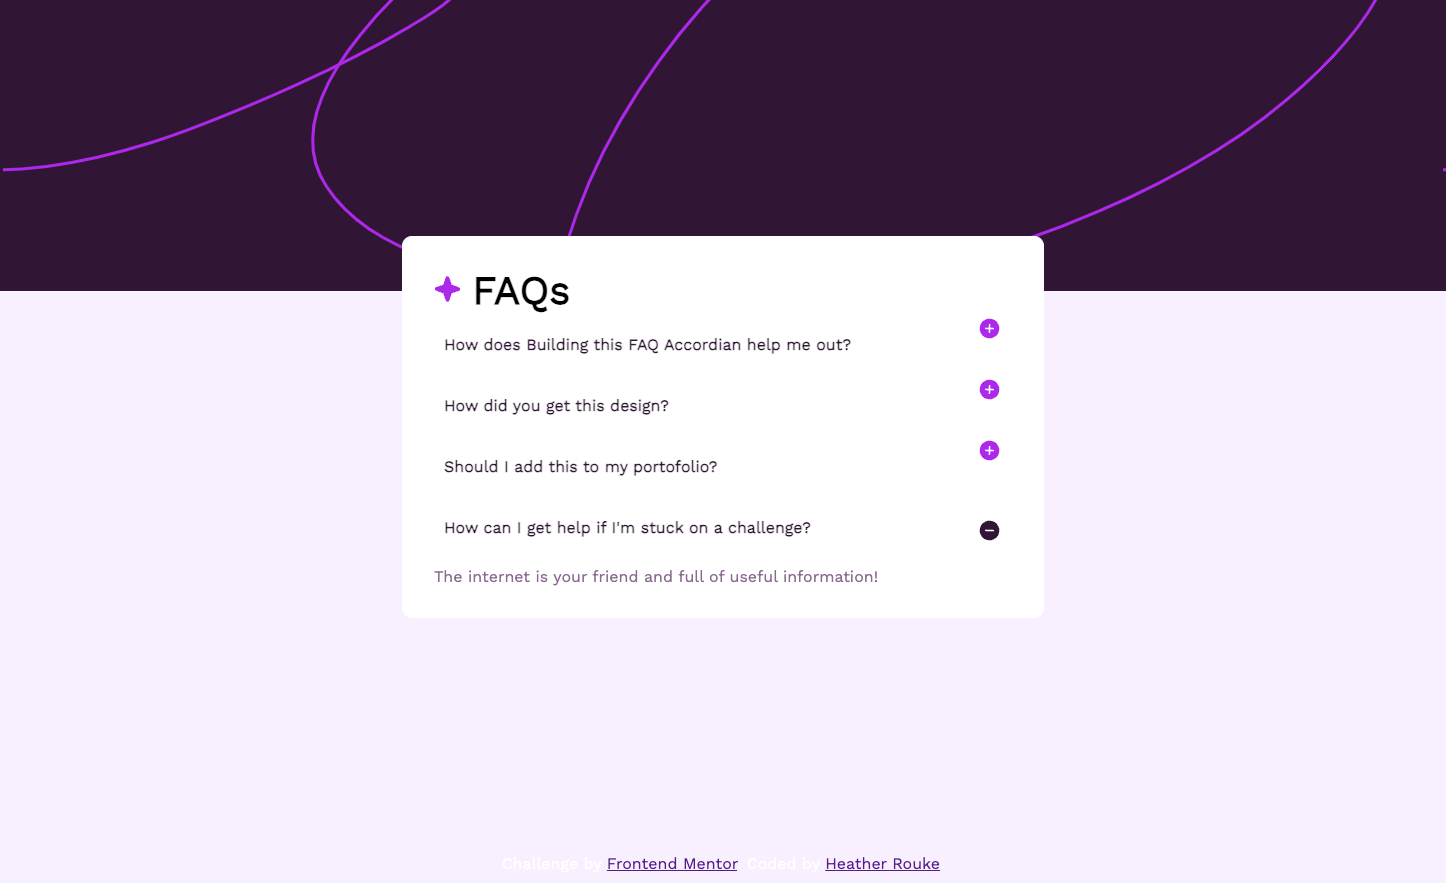 FAQs
How does Building this FAQ Accordian help me out?
How did you get this design?
Should I add this to my portofolio?
How can I get help if I'm stuck on a challenge?
The internet is your friend and full of useful information!
Challenge by Frontend Mentor Coded by Heather Rouke